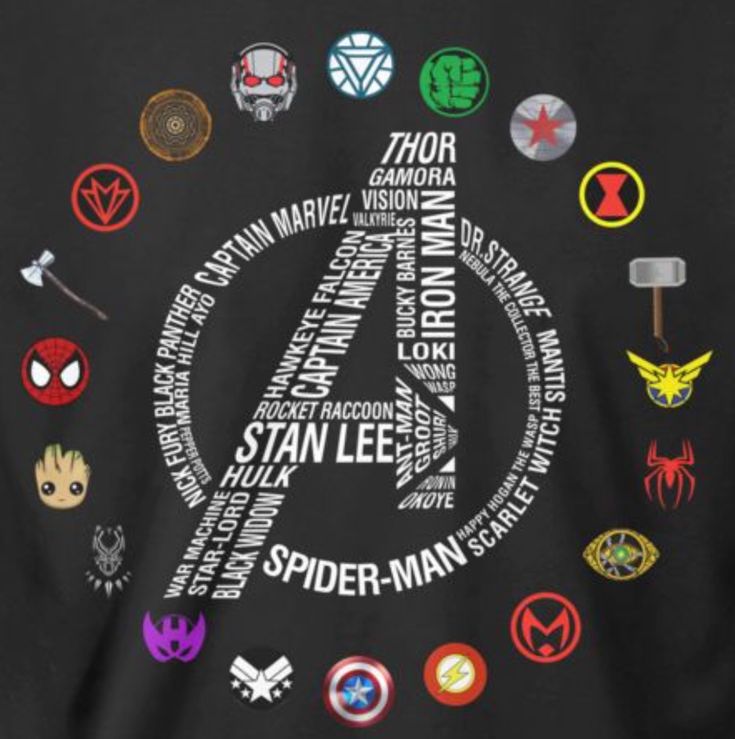 THOR
GAMORA
VISION
VALKYRIE
CAPTAIN MARVEL
DR.STRANGE
NEBULA THE COLLECTOR THE BEST
HAWKEYE FALCON
CAPTAIN AMERICA
BUCKY BARNES
IRON MAN
BLACK PANTHER
MARIA HILL AYO
NICK FURY
PEPPER POTTS
LOKI
WONG
WASP
MANTIS
ROCKET RACCOON
STAN LEE
ANT-MAN
GROOT
SHURI
HULK
RONIN
OKOYE
WAR MACHINE
STAR-LORD
BLACK WIDOW
SPIDER-MAN
HAPPY HOGAN THE WASP
SCARLET WITCH